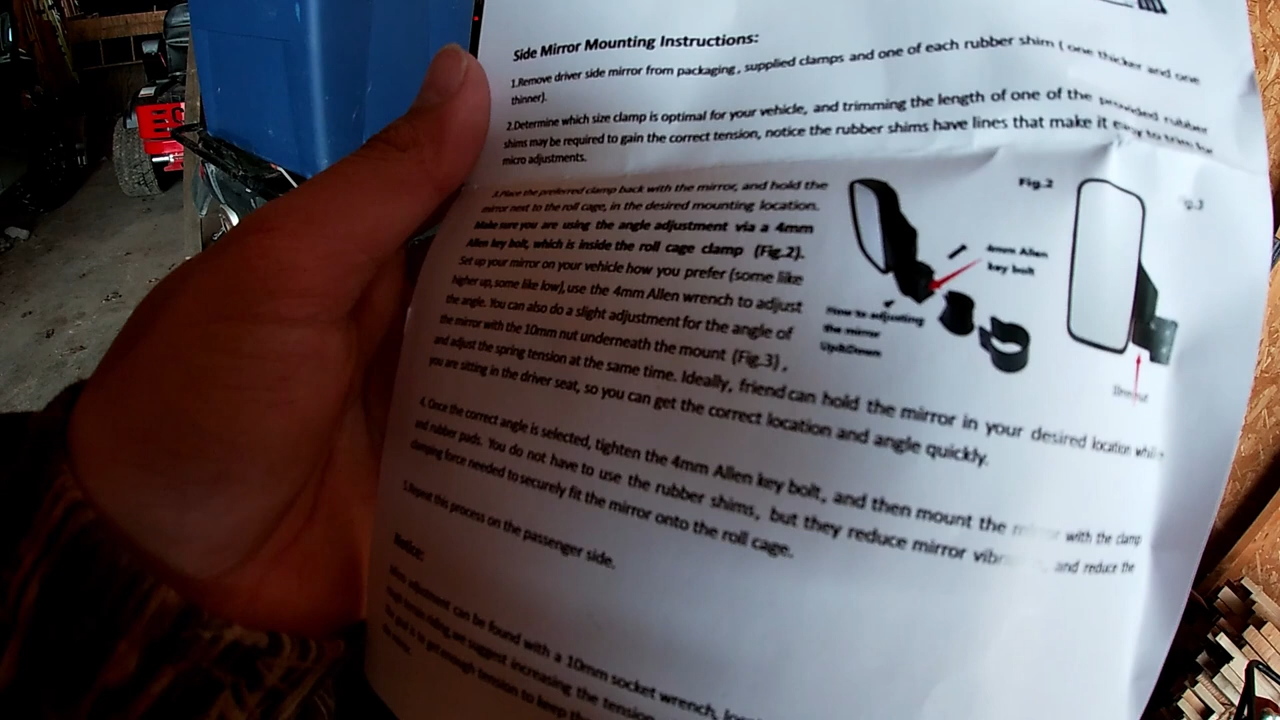 Side Mirror Mounting Instructions:
1.Remove driver side mirror from packaging, supplied clamps and one of each rubber shim ( one thicker and one
thinner).
2.Determine which size clamp is optimal for your vehicle, and trimming the length of one of the provided rubber
shims may be required to gain the correct tension, notice the rubber shims have lines that make it easy to trim for
micro adjustments.
3.Place the preferred clamp back with the mirror, and hold the
mirror next to the roll cage, in the desired mounting location.
Make sure you are using the angle adjustment via a 4mm
Allen key bolt, which is inside the roll cage clamp (Fig.2).
Set up your mirror on your vehicle how you prefer (some like
higher up, some like low), use the 4mm Allen wrench to adjust
the angle. You can also do a slight adjustment for the angle of
the mirror with the 10mm nut underneath the mount (Fig.3) ,
and adjust the spring tension at the same time. Ideally, friend can hold the mirror in your desired location while
you are sitting in the driver seat, so you can get the correct location and angle quickly.
Fig.2
4mm Allen
key bolt
How to adjusting
the mirror
Up&Down
10mm nut
4. Once the correct angle is selected, tighten the 4mm Allen key bolt, and then mount the with the clamp
and rubber pads. You do not have to use the rubber shims, but they reduce mirror and reduce the
clamping force needed to securely fit the mirror onto the roll cage.
5.Repeat this process on the passenger side.
Notice:
adjustment can be found with a 10mm socket wrench,
rough terrain riding, we suggest increasing the tension
The goal is to get enough tension to keep the